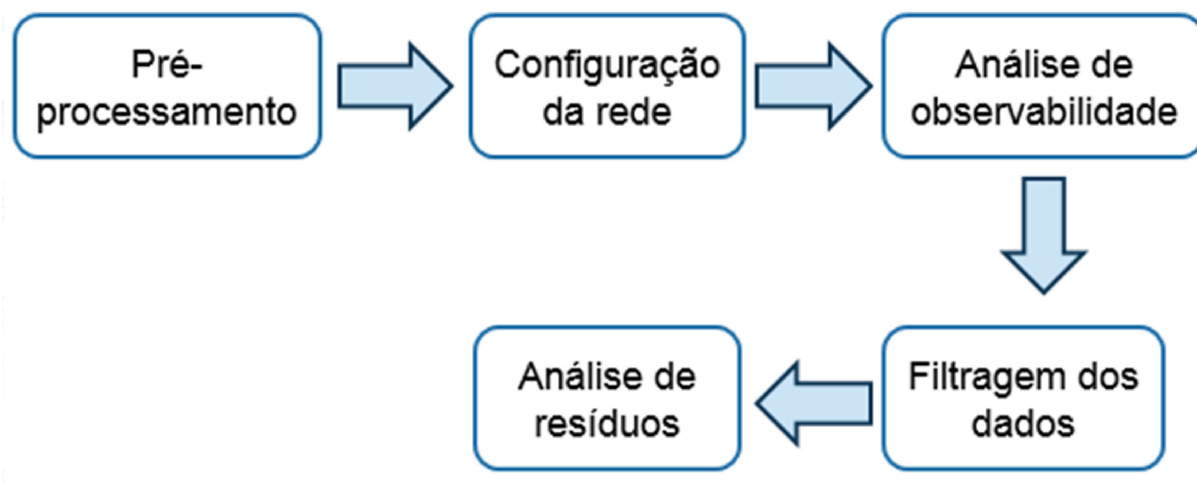 Pré-
processamento
Configuração
da rede
Análise de
observabilidade
Filtragem dos
dados
Análise de
resíduos